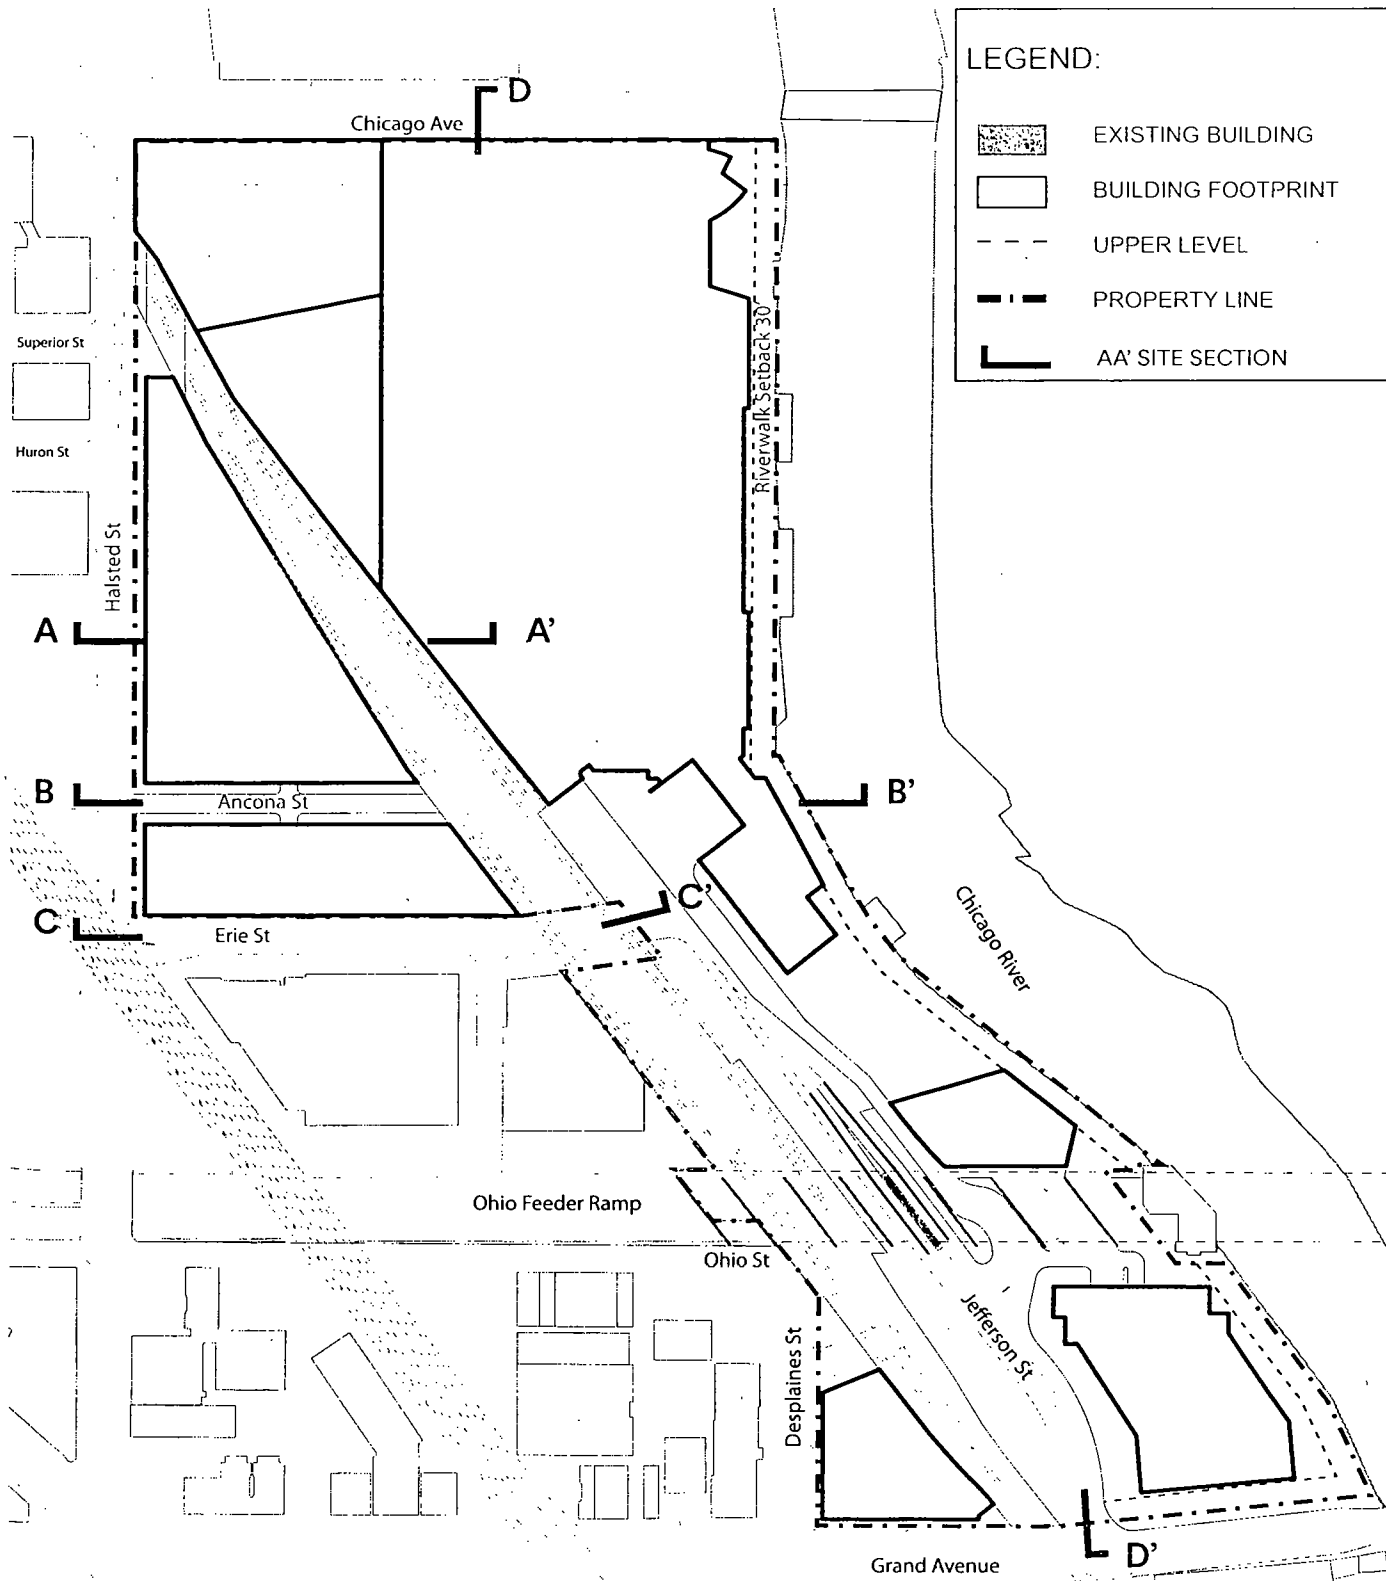 LEGEND:
EXISTING BUILDING
BUILDING FOOTPRINT
UPPER LEVEL
PROPERTY LINE
AA' SITE SECTION
D
Chicago Ave
Superior St
Huron St
Halsted St
Riverwalk Setback 30'
A
A'
B
Ancona St
B'
C
C'
Erie St
Chicago River
Ohio Feeder Ramp
Ohio St
Jefferson St
Desplaines St
D'
Grand Avenue